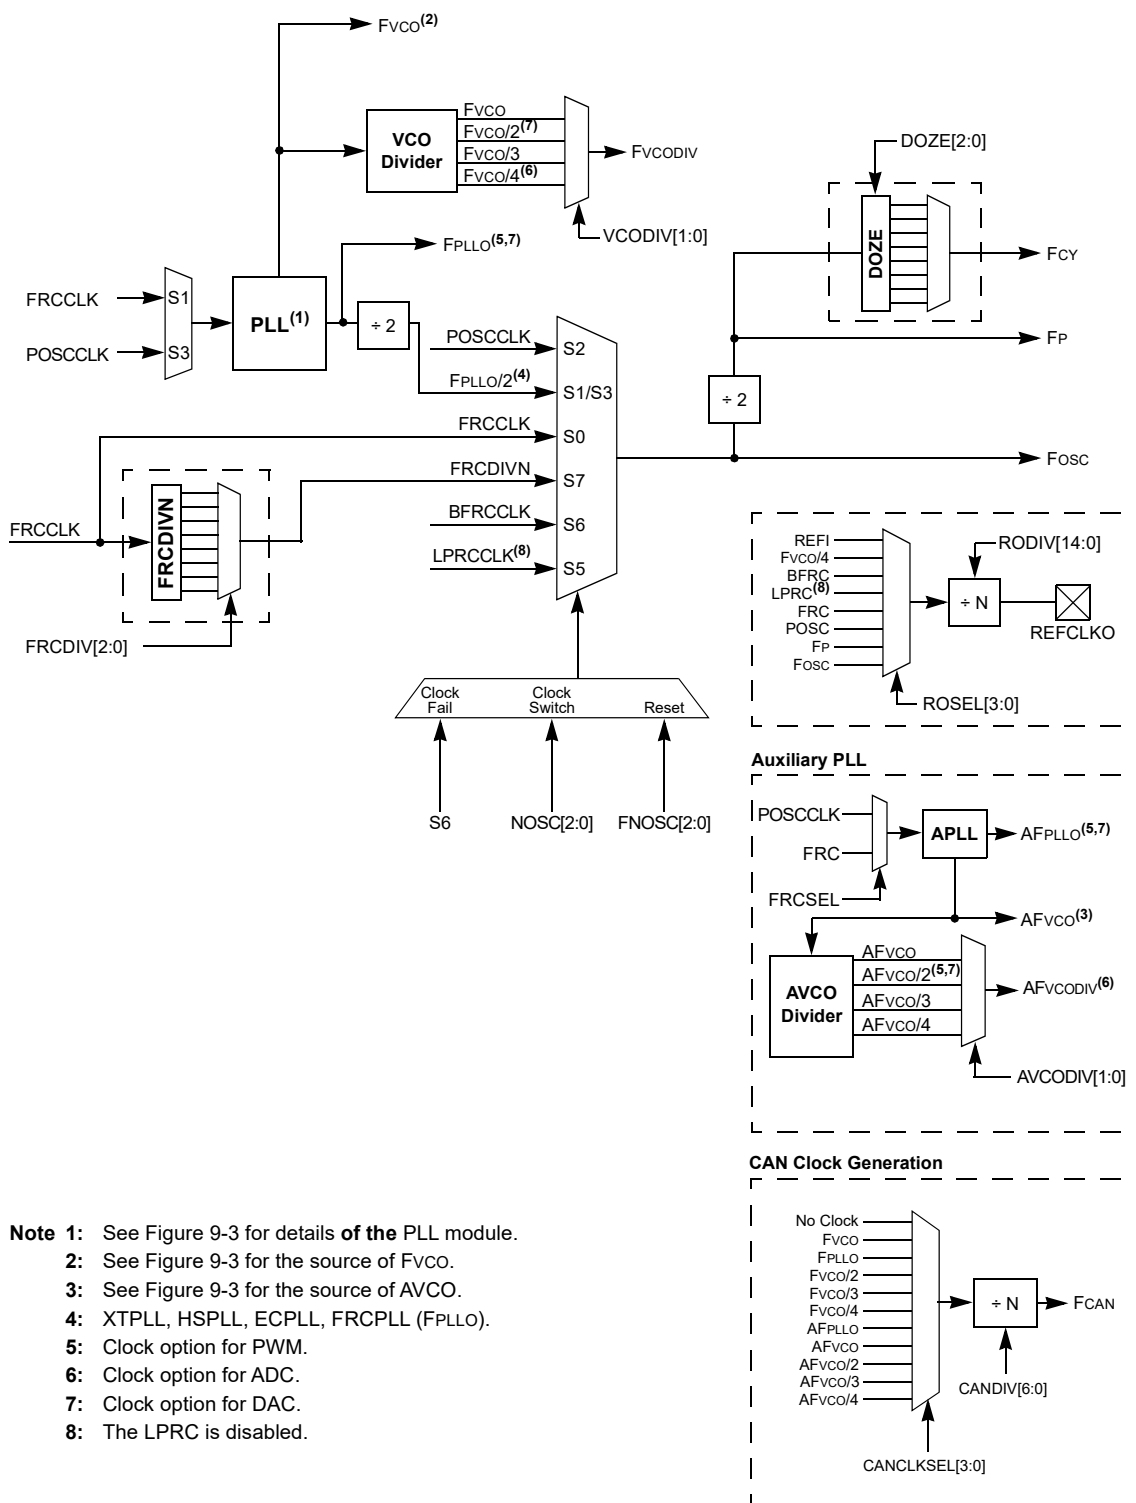 FVCO(2)
FVCO
FVCO/2(7)
FVCO/3
FVCO/4(6)
VCO
Divider
FVCODIV
VCODIV[1:0]
DOZE[2:0]
DOZE
FCY
FP
FPLLO(5,7)
FRCCLK
POSCCLK
S1
S3
PLL(1)
÷ 2
POSCCLK
FPLLO/2(4)
FRCCLK
FRCDIVN
BFRCCLK
LPRCCLK(8)
S2
S1/S3
S0
S7
S6
S5
÷ 2
FOSC
FRCCLK
FRCDIVN
FRCDIV[2:0]
Clock
Fail
Clock
Switch
Reset
S6
NOSC[2:0]
FNOSC[2:0]
REFI
FVCO/4
BFRC
LPRC(8)
FRC
POSC
FP
FOSC
RODIV[14:0]
÷ N
REFCLKO
ROSEL[3:0]
Auxiliary PLL
POSCCLK
FRC
FRCSEL
APLL
AFPLLO(5,7)
AFVCO(3)
AVCO
Divider
AFVCO
AFVCO/2(5,7)
AFVCO/3
AFVCO/4
AFVCODIV(6)
AVCODIV[1:0]
CAN Clock Generation
No Clock
FVCO
FPLLO
FVCO/2
FVCO/3
FVCO/4
AFPLLO
AFVCO
AFVCO/2
AFVCO/3
AFVCO/4
÷ N
FCAN
CANDIV[6:0]
CANCLKSEL[3:0]
Note 1: See Figure 9-3 for details of the PLL module.
2: See Figure 9-3 for the source of FVCO.
3: See Figure 9-3 for the source of AVCO.
4: XTPLL, HSPLL, ECPLL, FRCPLL (FPLLO).
5: Clock option for PWM.
6: Clock option for ADC.
7: Clock option for DAC.
8: The LPRC is disabled.